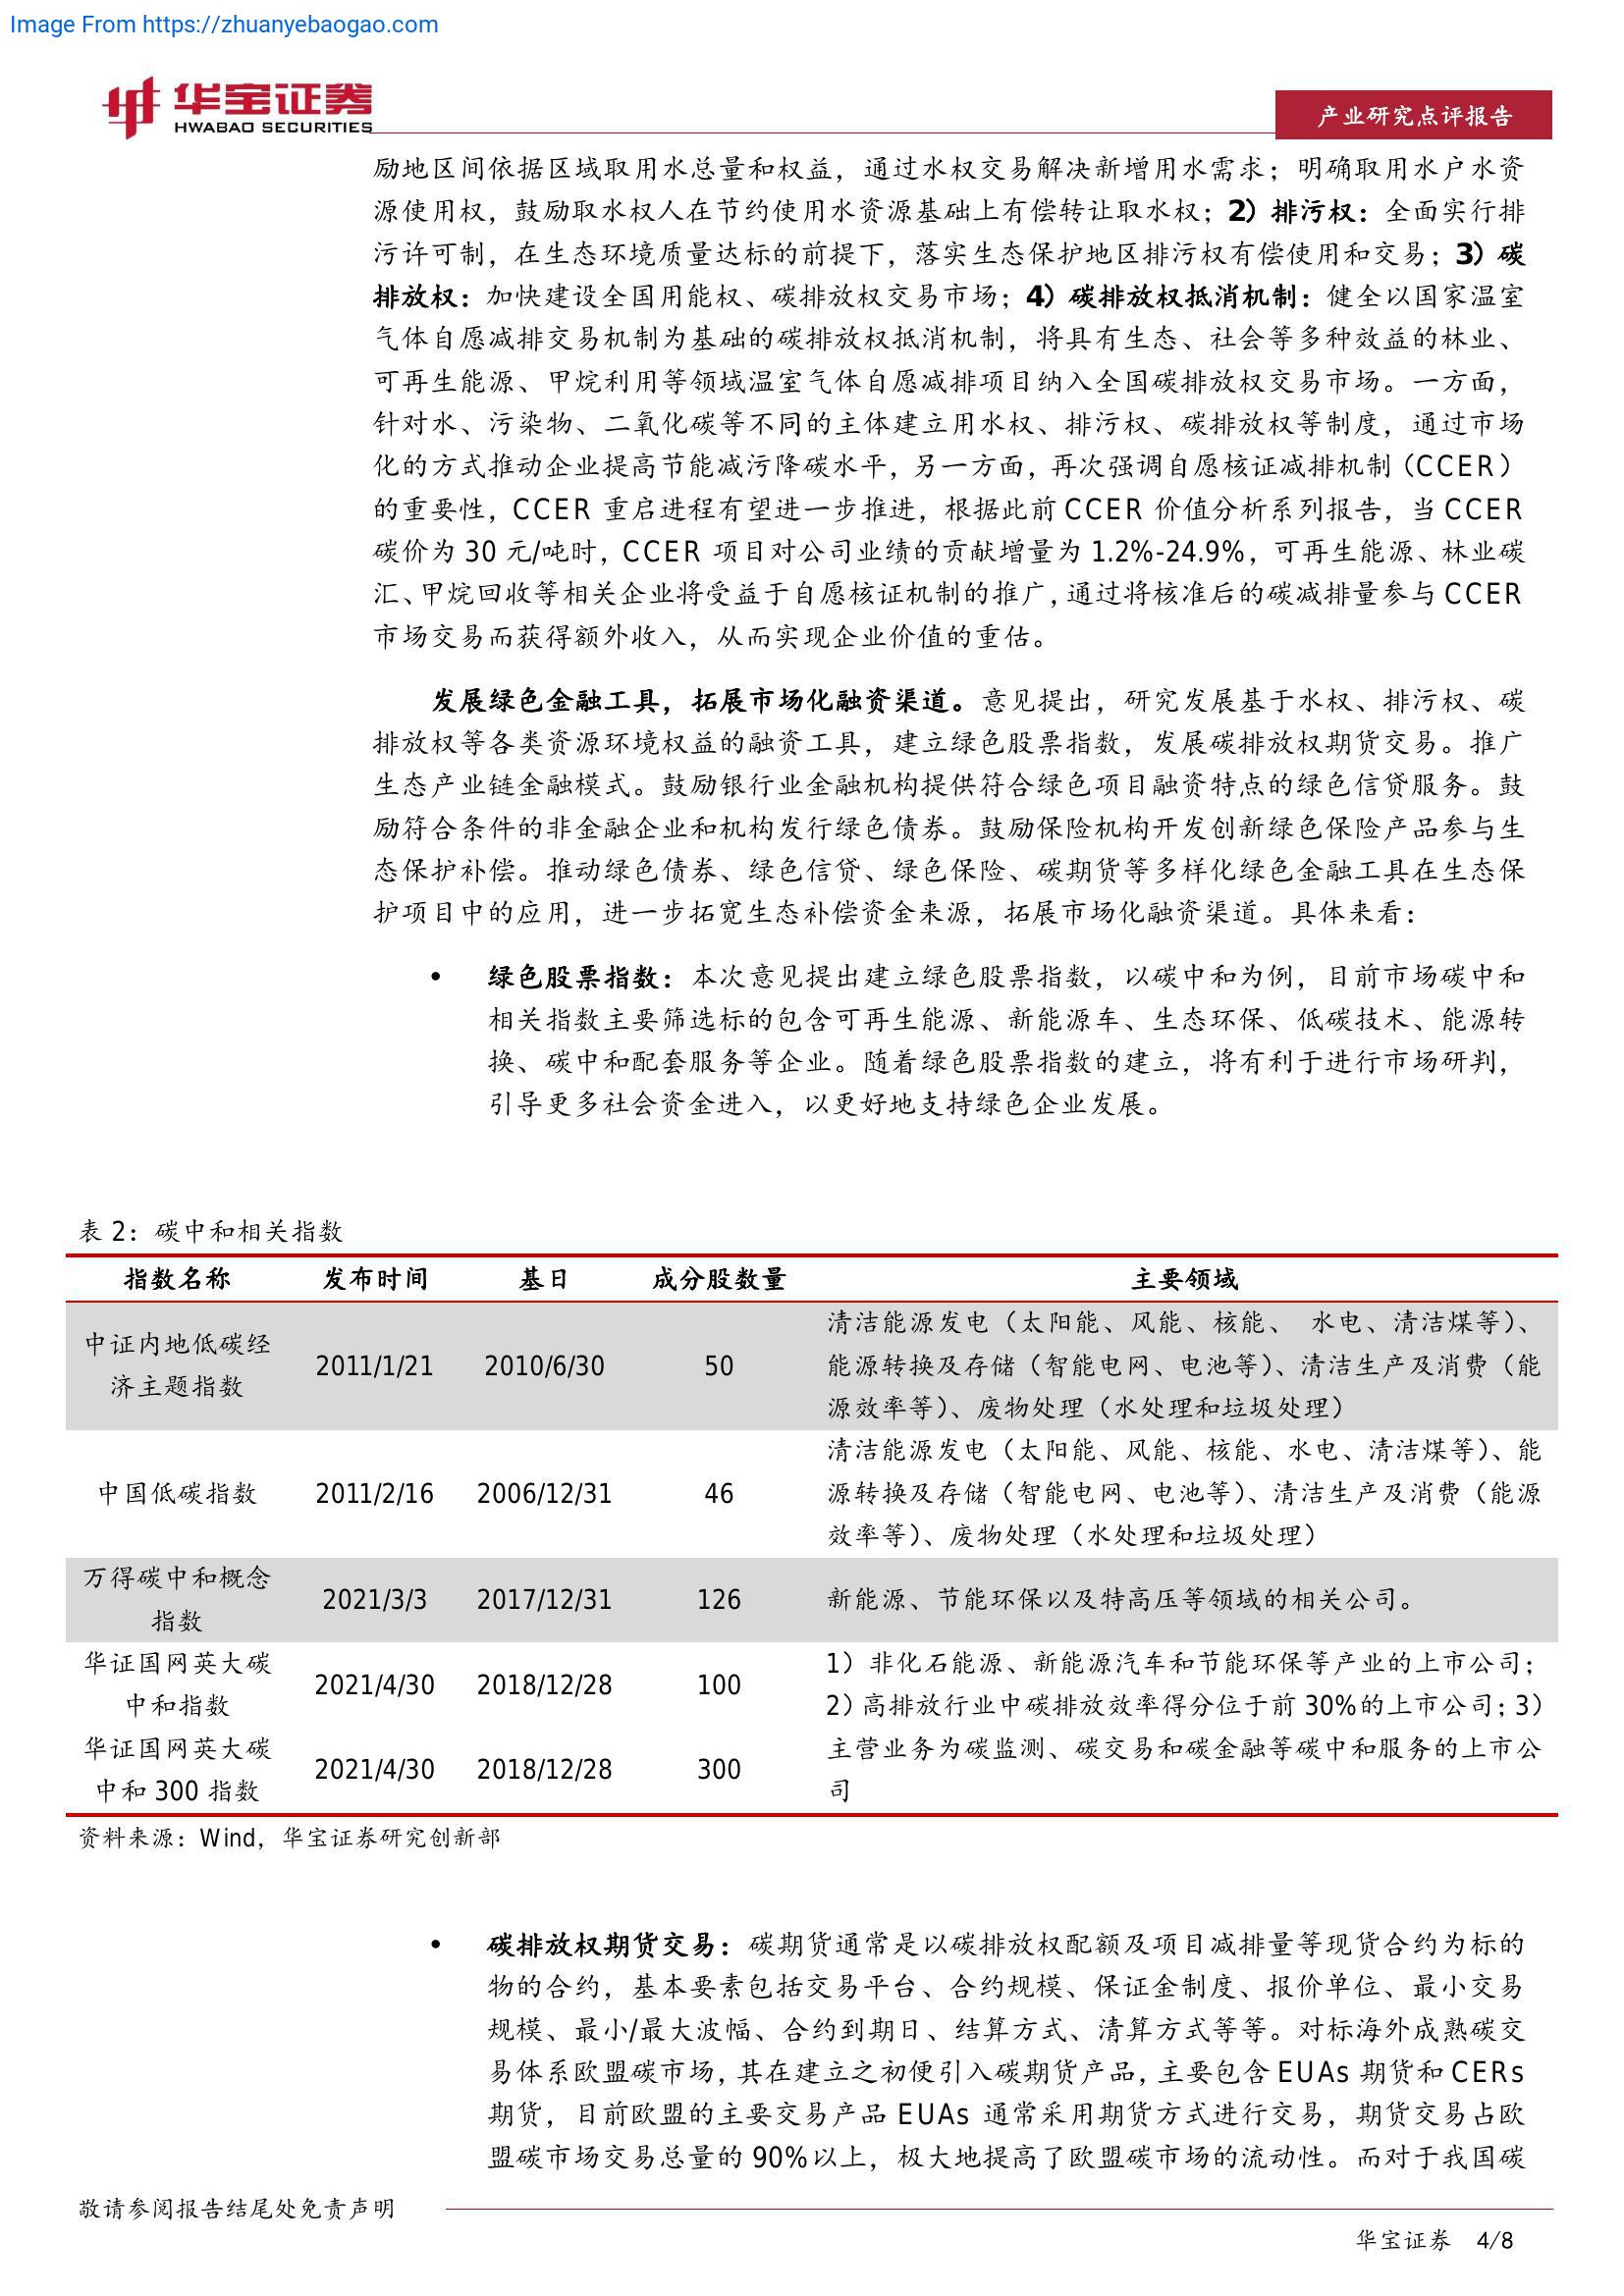 Image From https://zhuanyebaogao.com
华宝证券
HWABAO SECURITIES
产业研究点评报告
励地区间依据区域取用水总量和权益，通过水权交易解决新增用水需求；明确取用水户水资
源使用权，鼓励取水权人在节约使用水资源基础上有偿转让取水权；2）排污权：全面实行排
污许可制，在生态环境质量达标的前提下，落实生态保护地区排污权有偿使用和交易；3）碳
排放权：加快建设全国用能权、碳排放权交易市场；4）碳排放权抵消机制：健全以国家温室
气体自愿减排交易机制为基础的碳排放权抵消机制，将具有生态、社会等多种效益的林业、
可再生能源、甲烷利用等领域温室气体自愿减排项目纳入全国碳排放权交易市场。一方面，
针对水、污染物、二氧化碳等不同的主体建立用水权、排污权、碳排放权等制度，通过市场
化的方式推动企业提高节能减污降碳水平，另一方面，再次强调自愿核证减排机制（CCER）
的重要性，CCER 重启进程有望进一步推进，根据此前 CCER 价值分析系列报告，当 CCER
碳价为 30 元/吨时，CCER 项目对公司业绩的贡献增量为 1.2%-24.9%，可再生能源、林业碳
汇、甲烷回收等相关企业将受益于自愿核证机制的推广，通过将核准后的碳减排量参与 CCER
市场交易而获得额外收入，从而实现企业价值的重估。
发展绿色金融工具，拓展市场化融资渠道。意见提出，研究发展基于水权、排污权、碳
排放权等各类资源环境权益的融资工具，建立绿色股票指数，发展碳排放权期货交易。推广
生态产业链金融模式。鼓励银行业金融机构提供符合绿色项目融资特点的绿色信贷服务。鼓
励符合条件的非金融企业和机构发行绿色债券。鼓励保险机构开发创新绿色保险产品参与生
态保护补偿。推动绿色债券、绿色信贷、绿色保险、碳期货等多样化绿色金融工具在生态保
护项目中的应用，进一步拓宽生态补偿资金来源，拓展市场化融资渠道。具体来看：
• 绿色股票指数：本次意见提出建立绿色股票指数，以碳中和为例，目前市场碳中和
相关指数主要筛选标的包含可再生能源、新能源车、生态环保、低碳技术、能源转
换、碳中和配套服务等企业。随着绿色股票指数的建立，将有利于进行市场研判，
引导更多社会资金进入，以更好地支持绿色企业发展。
表 2：碳中和相关指数
指数名称 发布时间 基日 成分股数量 主要领域
中证内地低碳经
济主题指数
2011/1/21 2010/6/30 50
清洁能源发电（太阳能、风能、核能、 水电、清洁煤等）、
能源转换及存储（智能电网、电池等）、清洁生产及消费（能
源效率等）、废物处理（水处理和垃圾处理）
中国低碳指数 2011/2/16 2006/12/31 46
清洁能源发电（太阳能、风能、核能、水电、清洁煤等）、能
源转换及存储（智能电网、电池等）、清洁生产及消费（能源
效率等）、废物处理（水处理和垃圾处理）
万得碳中和概念
指数
2021/3/3 2017/12/31 126 新能源、节能环保以及特高压等领域的相关公司。
华证国网英大碳
中和指数
2021/4/30 2018/12/28 100
华证国网英大碳
中和 300 指数
2021/4/30 2018/12/28 300
1）非化石能源、新能源汽车和节能环保等产业的上市公司；
2）高排放行业中碳排放效率得分位于前 30%的上市公司；3）
主营业务为碳监测、碳交易和碳金融等碳中和服务的上市公
司
资料来源：Wind，华宝证券研究创新部
• 碳排放权期货交易：碳期货通常是以碳排放权配额及项目减排量等现货合约为标的
物的合约，基本要素包括交易平台、合约规模、保证金制度、报价单位、最小交易
规模、最小/最大波幅、合约到期日、结算方式、清算方式等等。对标海外成熟碳交
易体系欧盟碳市场，其在建立之初便引入碳期货产品，主要包含 EUAs 期货和 CERs
期货，目前欧盟的主要交易产品 EUAs 通常采用期货方式进行交易，期货交易占欧
盟碳市场交易总量的 90%以上，极大地提高了欧盟碳市场的流动性。而对于我国碳
敬请参阅报告结尾处免责声明
华宝证券 4/8